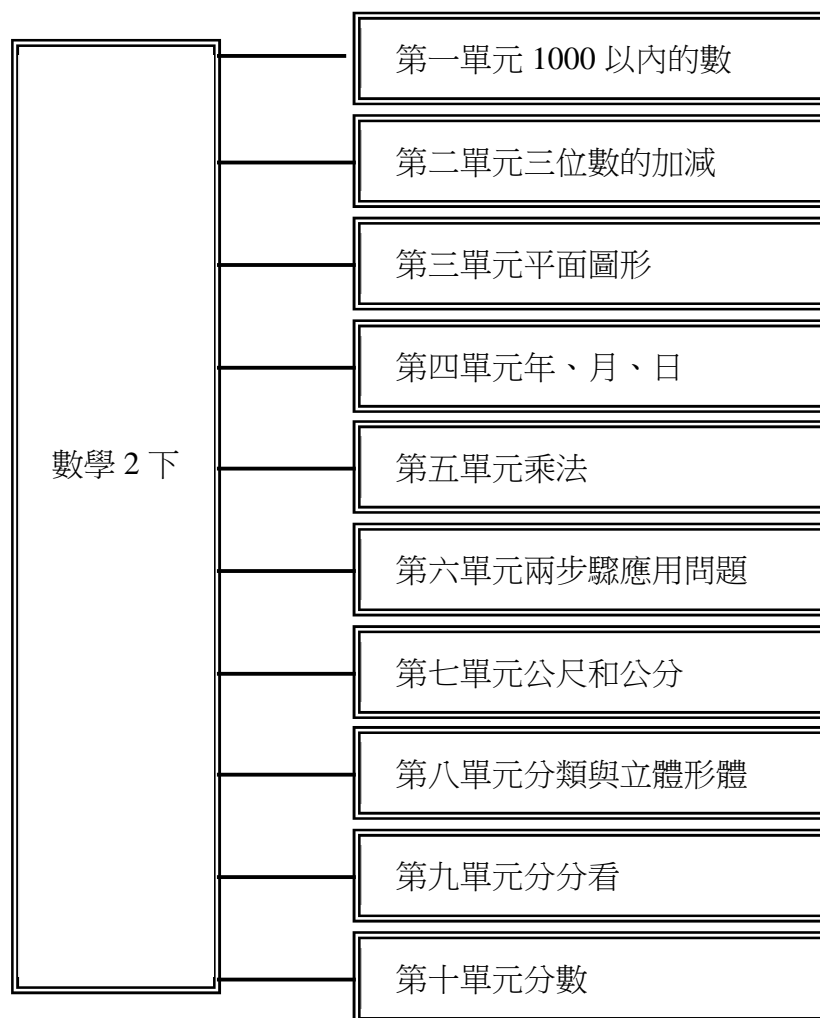 數學 2 下
第一單元 1000 以內的數
第二單元三位數的加減
第三單元平面圖形
第四單元年、月、日
第五單元乘法
第六單元兩步驟應用問題
第七單元公尺和公分
第八單元分類與立體形體
第九單元分分看
第十單元分數